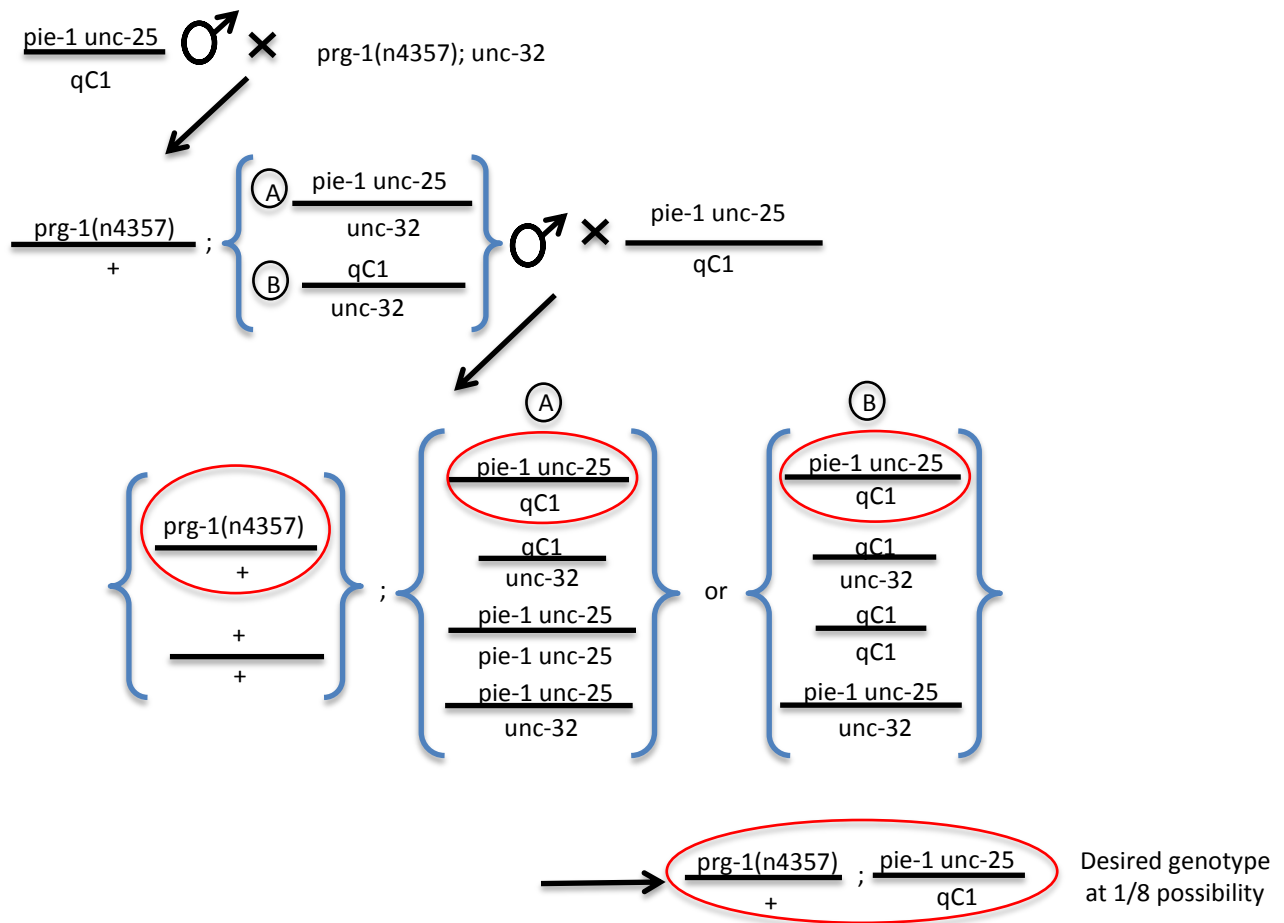 pie-1 unc-25
qC1
prg-1(n4357); unc-32
prg-1(n4357)
+
;
A
pie-1 unc-25
unc-32
B
qC1
unc-32
pie-1 unc-25
qC1
prg-1(n4357)
+
+
+
;
A
pie-1 unc-25
qC1
qC1
unc-32
pie-1 unc-25
pie-1 unc-25
pie-1 unc-25
unc-32
or
B
pie-1 unc-25
qC1
qC1
unc-32
qC1
qC1
pie-1 unc-25
unc-32
prg-1(n4357)
+
;
pie-1 unc-25
qC1
Desired genotype
at 1/8 possibility